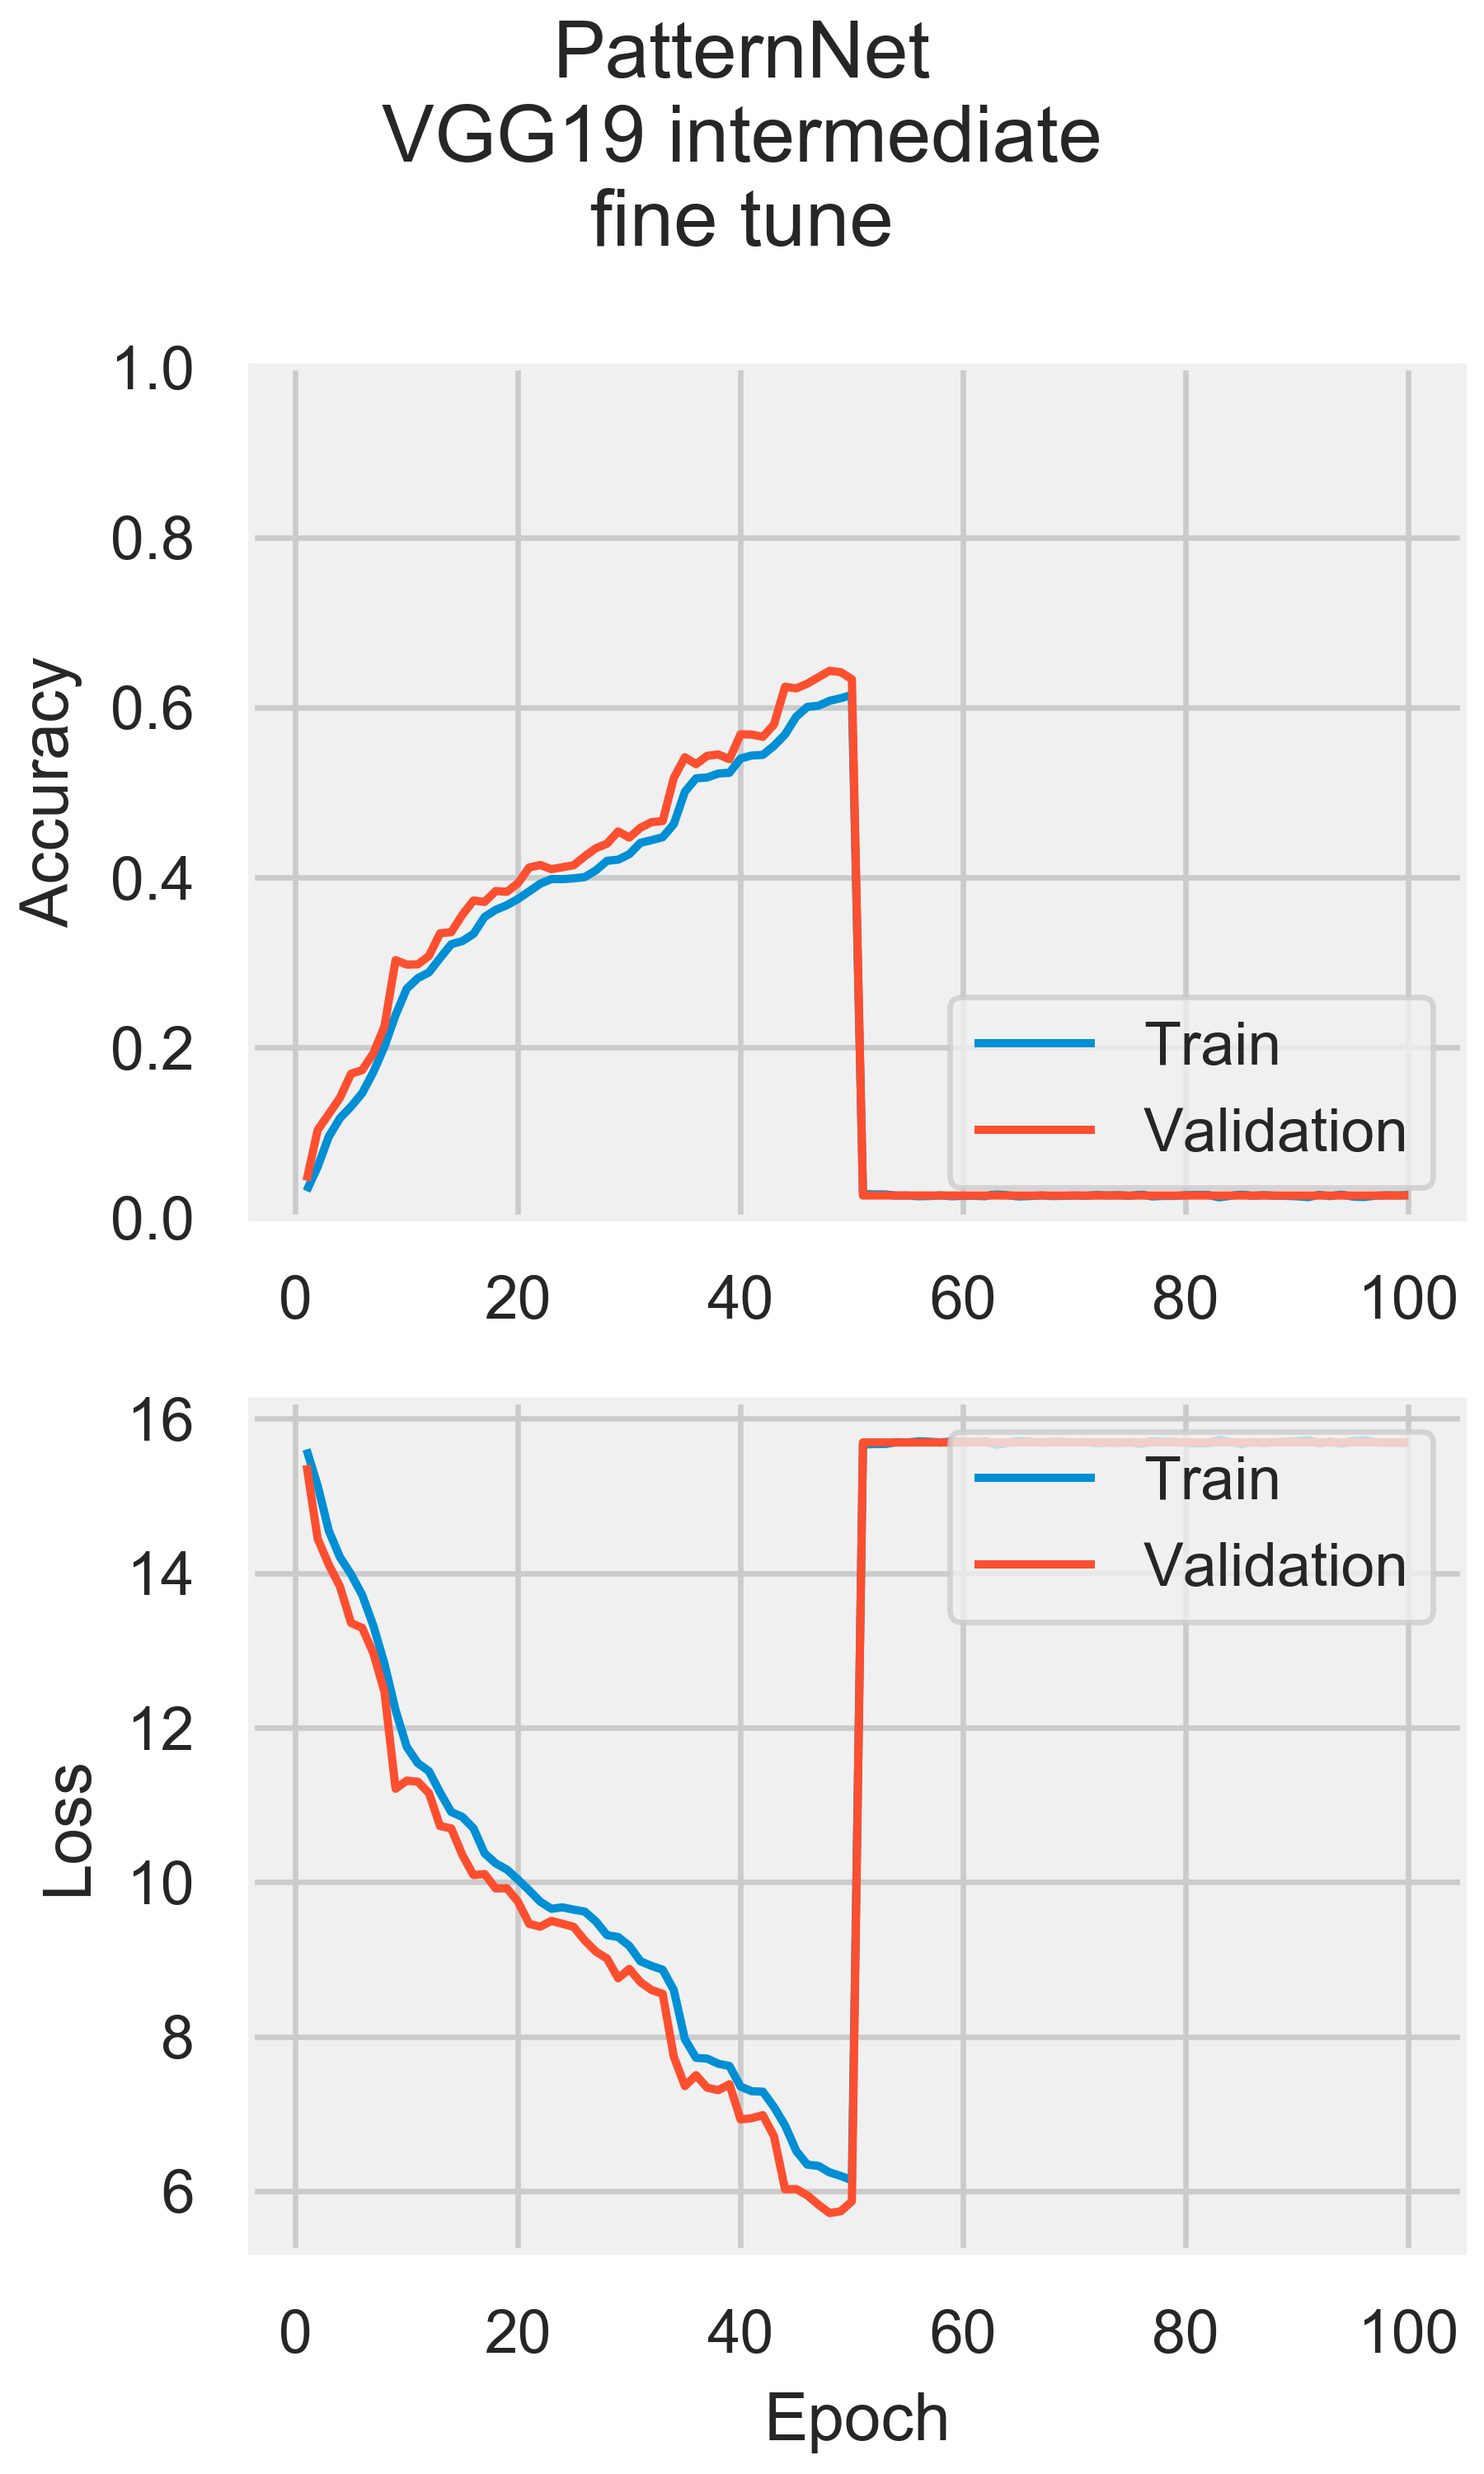 PatternNet
VGG19 intermediate
fine tune
1.0
0.8
0.6
0.4
0.2
0.0
Accuracy
Train
Validation
0 20 40 60 80 100
16
14
12
10
8
6
Loss
Train
Validation
0 20 40 60 80 100
Epoch